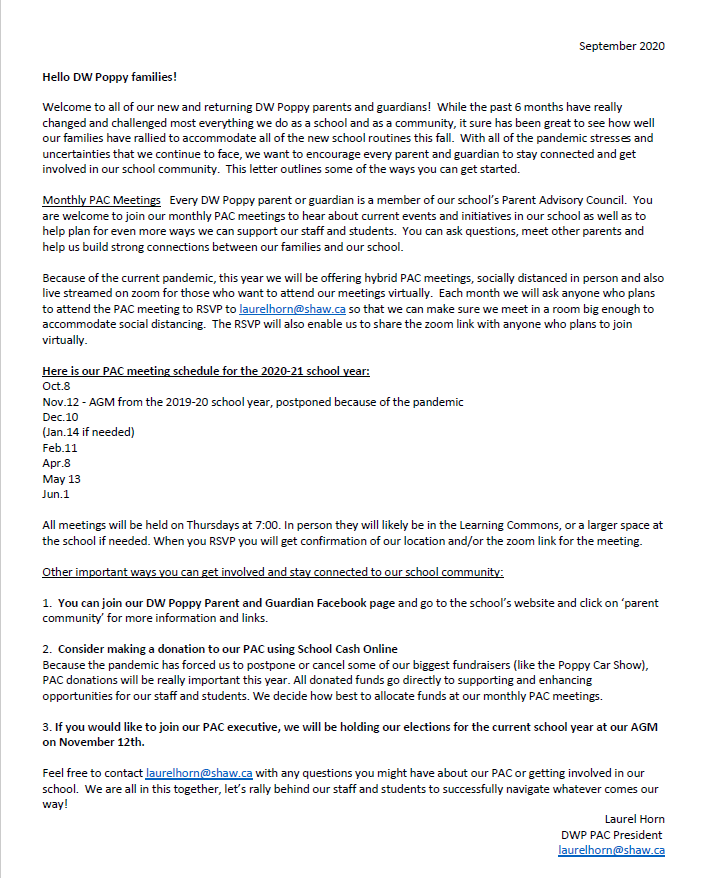 September 2020
Hello DW Poppy families!
Welcome to all of our new and returning DW Poppy parents and guardians!  While the past 6 months have really
changed and challenged most everything we do as a school and as a community, it sure has been great to see how well
our families have rallied to accommodate all of the new school routines this fall.  With all of the pandemic stresses and
uncertainties that we continue to face, we want to encourage every parent and guardian to stay connected and get
involved in our school community.  This letter outlines some of the ways you can get started.
Monthly PAC Meetings   Every DW Poppy parent or guardian is a member of our school's Parent Advisory Council.  You
are welcome to join our monthly PAC meetings to hear about current events and initiatives in our school as well as to
help plan for even more ways we can support our staff and students.  You can ask questions, meet other parents and
help us build strong connections between our families and our school.
Because of the current pandemic, this year we will be offering hybrid PAC meetings, socially distanced in person and also
live streamed on zoom for those who want to attend our meetings virtually.  Each month we will ask anyone who plans
to attend the PAC meeting to RSVP to laurelhorn@shaw.ca so that we can make sure we meet in a room big enough to
accommodate social distancing.  The RSVP will also enable us to share the zoom link with anyone who plans to join
virtually.
Here is our PAC meeting schedule for the 2020-21 school year:
Oct.8
Nov.12 - AGM from the 2019-20 school year, postponed because of the pandemic
Dec.10
(Jan.14 if needed)
Feb.11
Apr.8
May 13
Jun.1
All meetings will be held on Thursdays at 7:00. In person they will likely be in the Learning Commons, or a larger space at
the school if needed. When you RSVP you will get confirmation of our location and/or the zoom link for the meeting.
Other important ways you can get involved and stay connected to our school community:
1.  You can join our DW Poppy Parent and Guardian Facebook page and go to the school's website and click on 'parent
community' for more information and links.
2.  Consider making a donation to our PAC using School Cash Online
Because the pandemic has forced us to postpone or cancel some of our biggest fundraisers (like the Poppy Car Show),
PAC donations will be really important this year. All donated funds go directly to supporting and enhancing
opportunities for our staff and students. We decide how best to allocate funds at our monthly PAC meetings.
3. If you would like to join our PAC executive, we will be holding our elections for the current school year at our AGM
on November 12th.
Feel free to contact laurelhorn@shaw.ca with any questions you might have about our PAC or getting involved in our
school.  We are all in this together, let's rally behind our staff and students to successfully navigate whatever comes our
way!
Laurel Horn
DWP PAC President
laurelhorn@shaw.ca